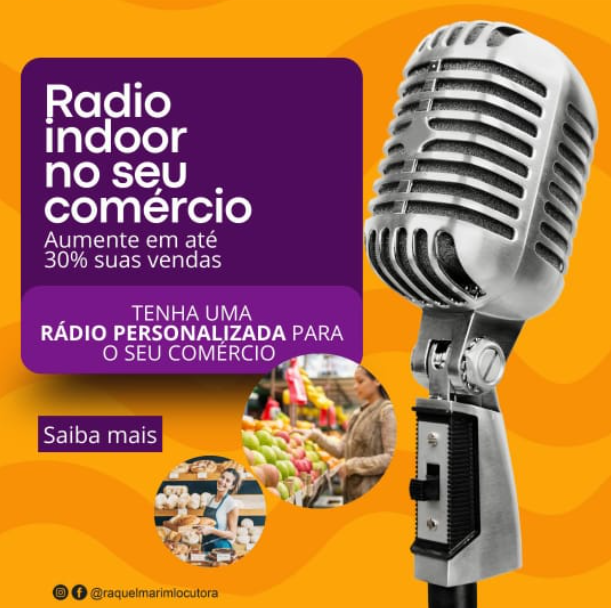 Radio
indoor
no seu
comércio
Aumente em até
30% suas vendas
TENHA UMA
RÁDIO PERSONALIZADA PARA
O SEU COMÉRCIO
Saiba mais
@raquelmarimlocutora